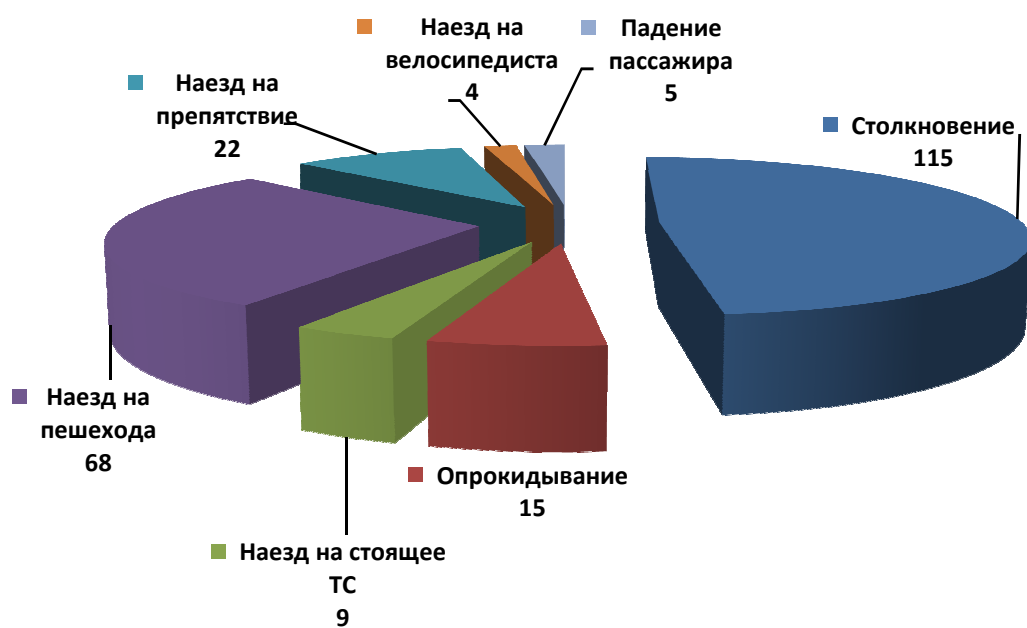 Наезд на
велосипедиста
4
Падение
пассажира
5
Наезд на
препятствие
22
Столкновение
115
Наезд на
пешехода
68
Опрокидывание
15
Наезд на стоящее
ТС
9